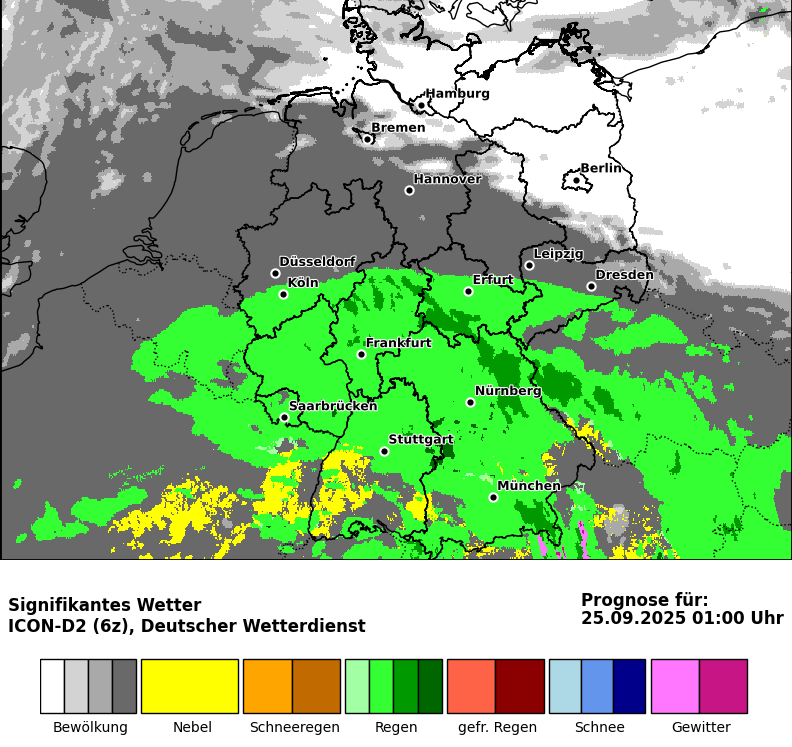 Hamburg
Bremen
Berlin
Hannover
Leipzig
Düsseldorf
Dresden
Köln
Erfurt
Frankfurt
Nürnberg
Saarbrücken
Stuttgart
München
Signifikantes Wetter
ICON-D2 (6z), Deutscher Wetterdienst
Prognose für:
25.09.2025 01:00 Uhr
Bewölkung
Nebel
Schneeregen
Regen
gefr. Regen
Schnee
Gewitter